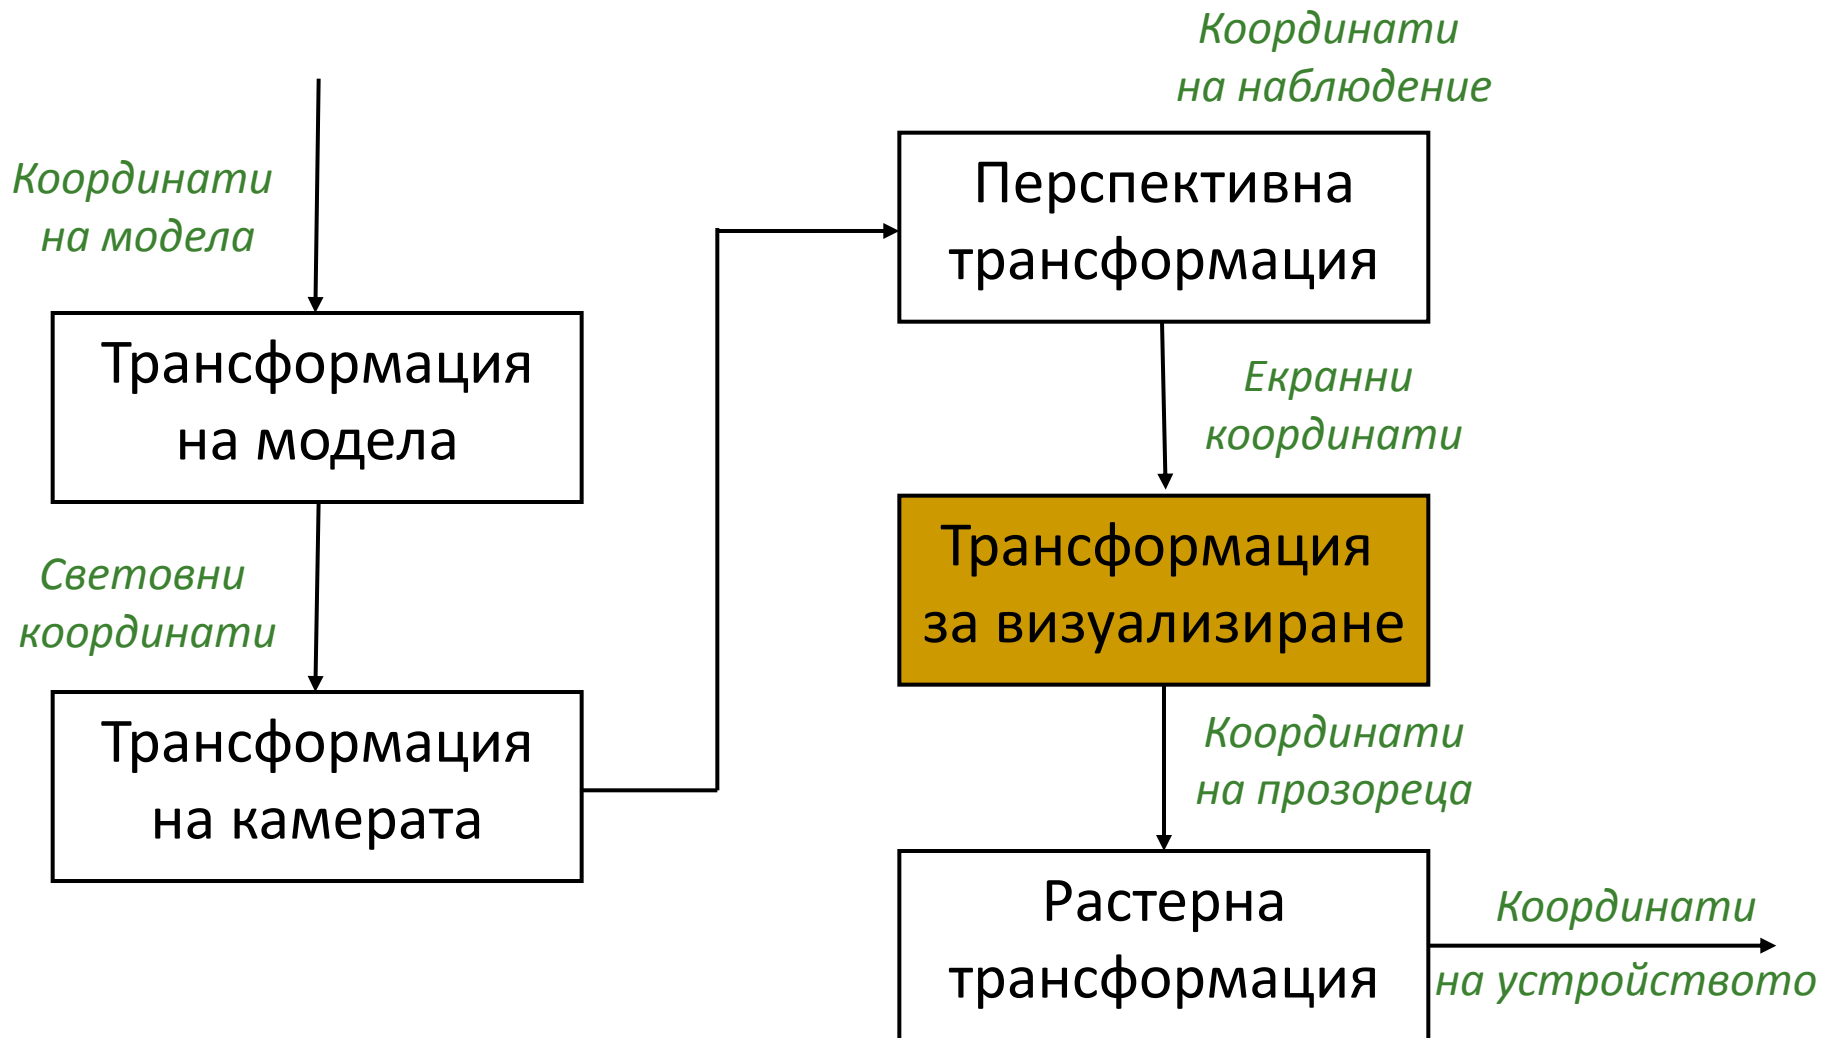 Координати
на модела
Трансформация
на модела
Световни
координати
Трансформация
на камерата
Координати
на наблюдение
Перспективна
трансформация
Екранни
координати
Трансформация
за визуализиране
Координати
на прозореца
Растерна
трансформация
Координати
на устройството